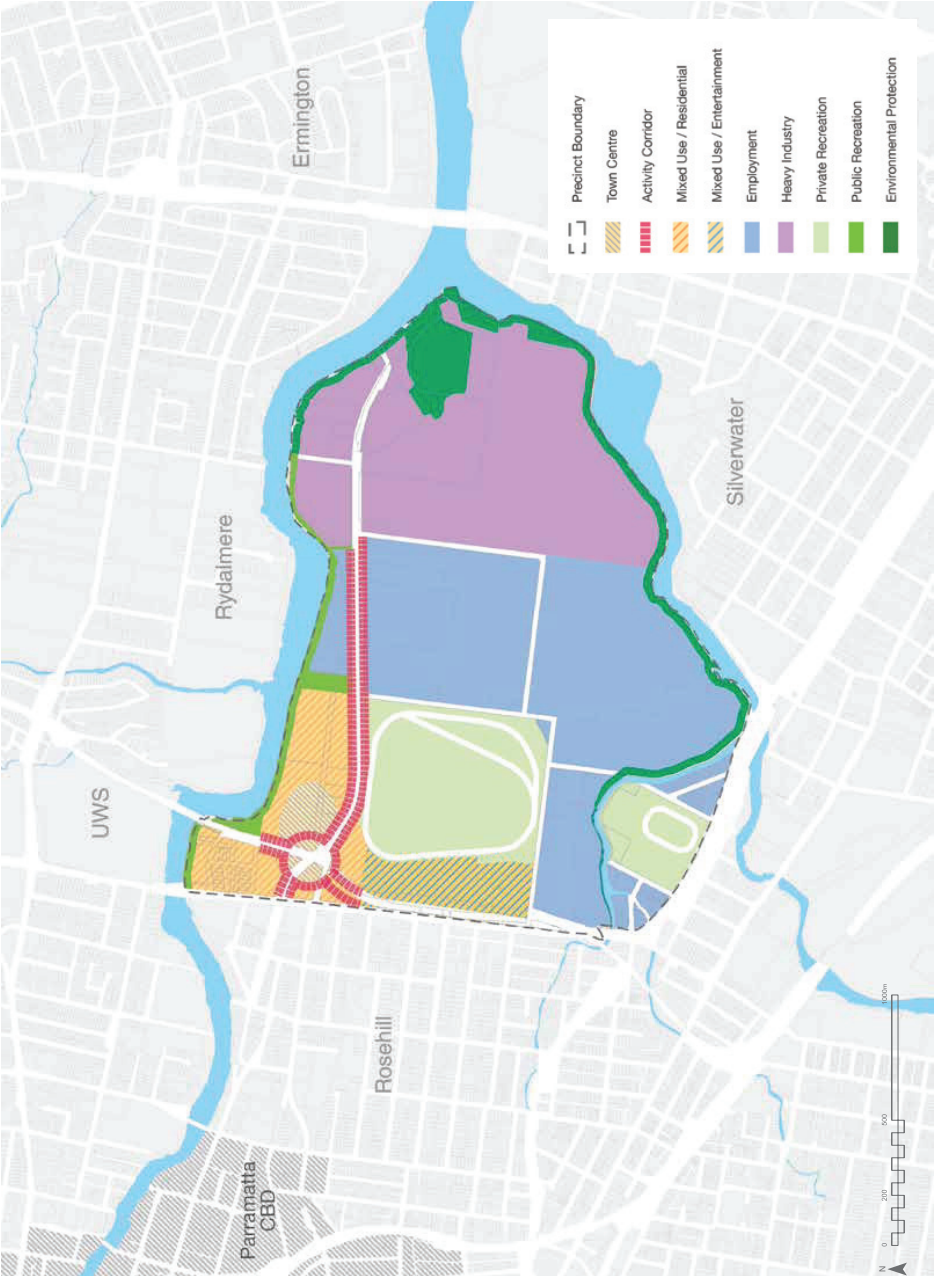 Ermington
Rydalmere
UWS
Silverwater
Rosehill
Parramatta
CBD
Precinct Boundary
Town Centre
Activity Corridor
Mixed Use / Residential
Mixed Use / Entertainment
Employment
Heavy Industry
Private Recreation
Public Recreation
Environmental Protection
N
0
200
500
1000m